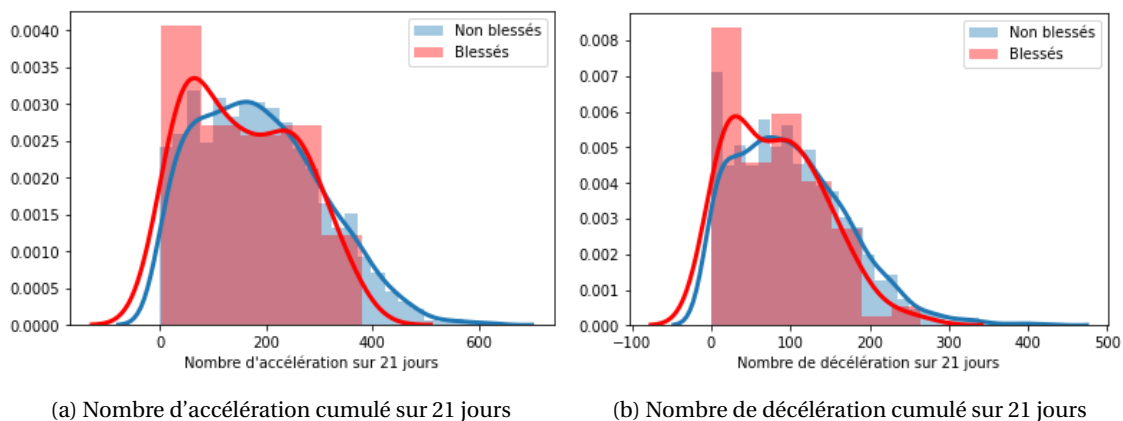 0.0040
0.0035
0.0030
0.0025
0.0020
0.0015
0.0010
0.0005
0.0000
0 200 400 600
Nombre d'accélération sur 21 jours
Non blessés
Blessés
(a) Nombre d'accélération cumulé sur 21 jours
0.008
0.007
0.006
0.005
0.004
0.003
0.002
0.001
0.000
−100 0 100 200 300 400 500
Nombre de décélération sur 21 jours
Non blessés
Blessés
(b) Nombre de décélération cumulé sur 21 jours